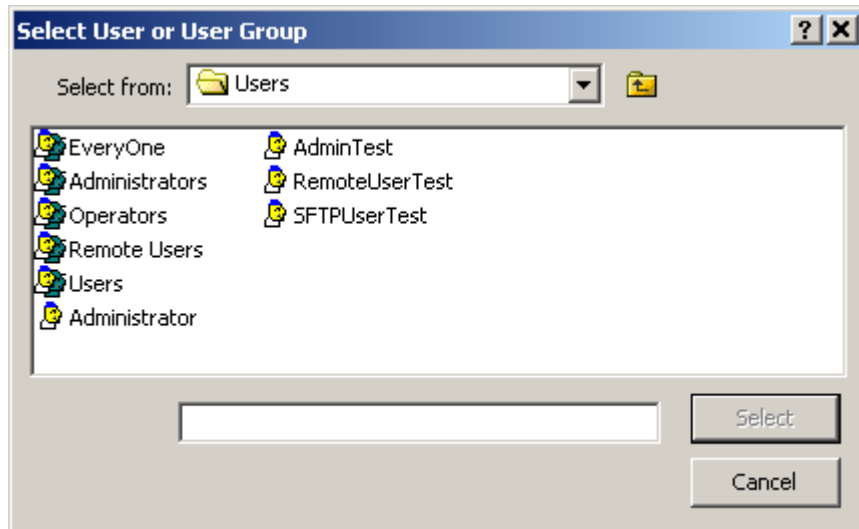 Select User or User Group
Select from: Users
EveryOne
Administrators
Operators
Remote Users
Users
Administrator
AdminTest
RemoteUserTest
SFTPUserTest
Select
Cancel